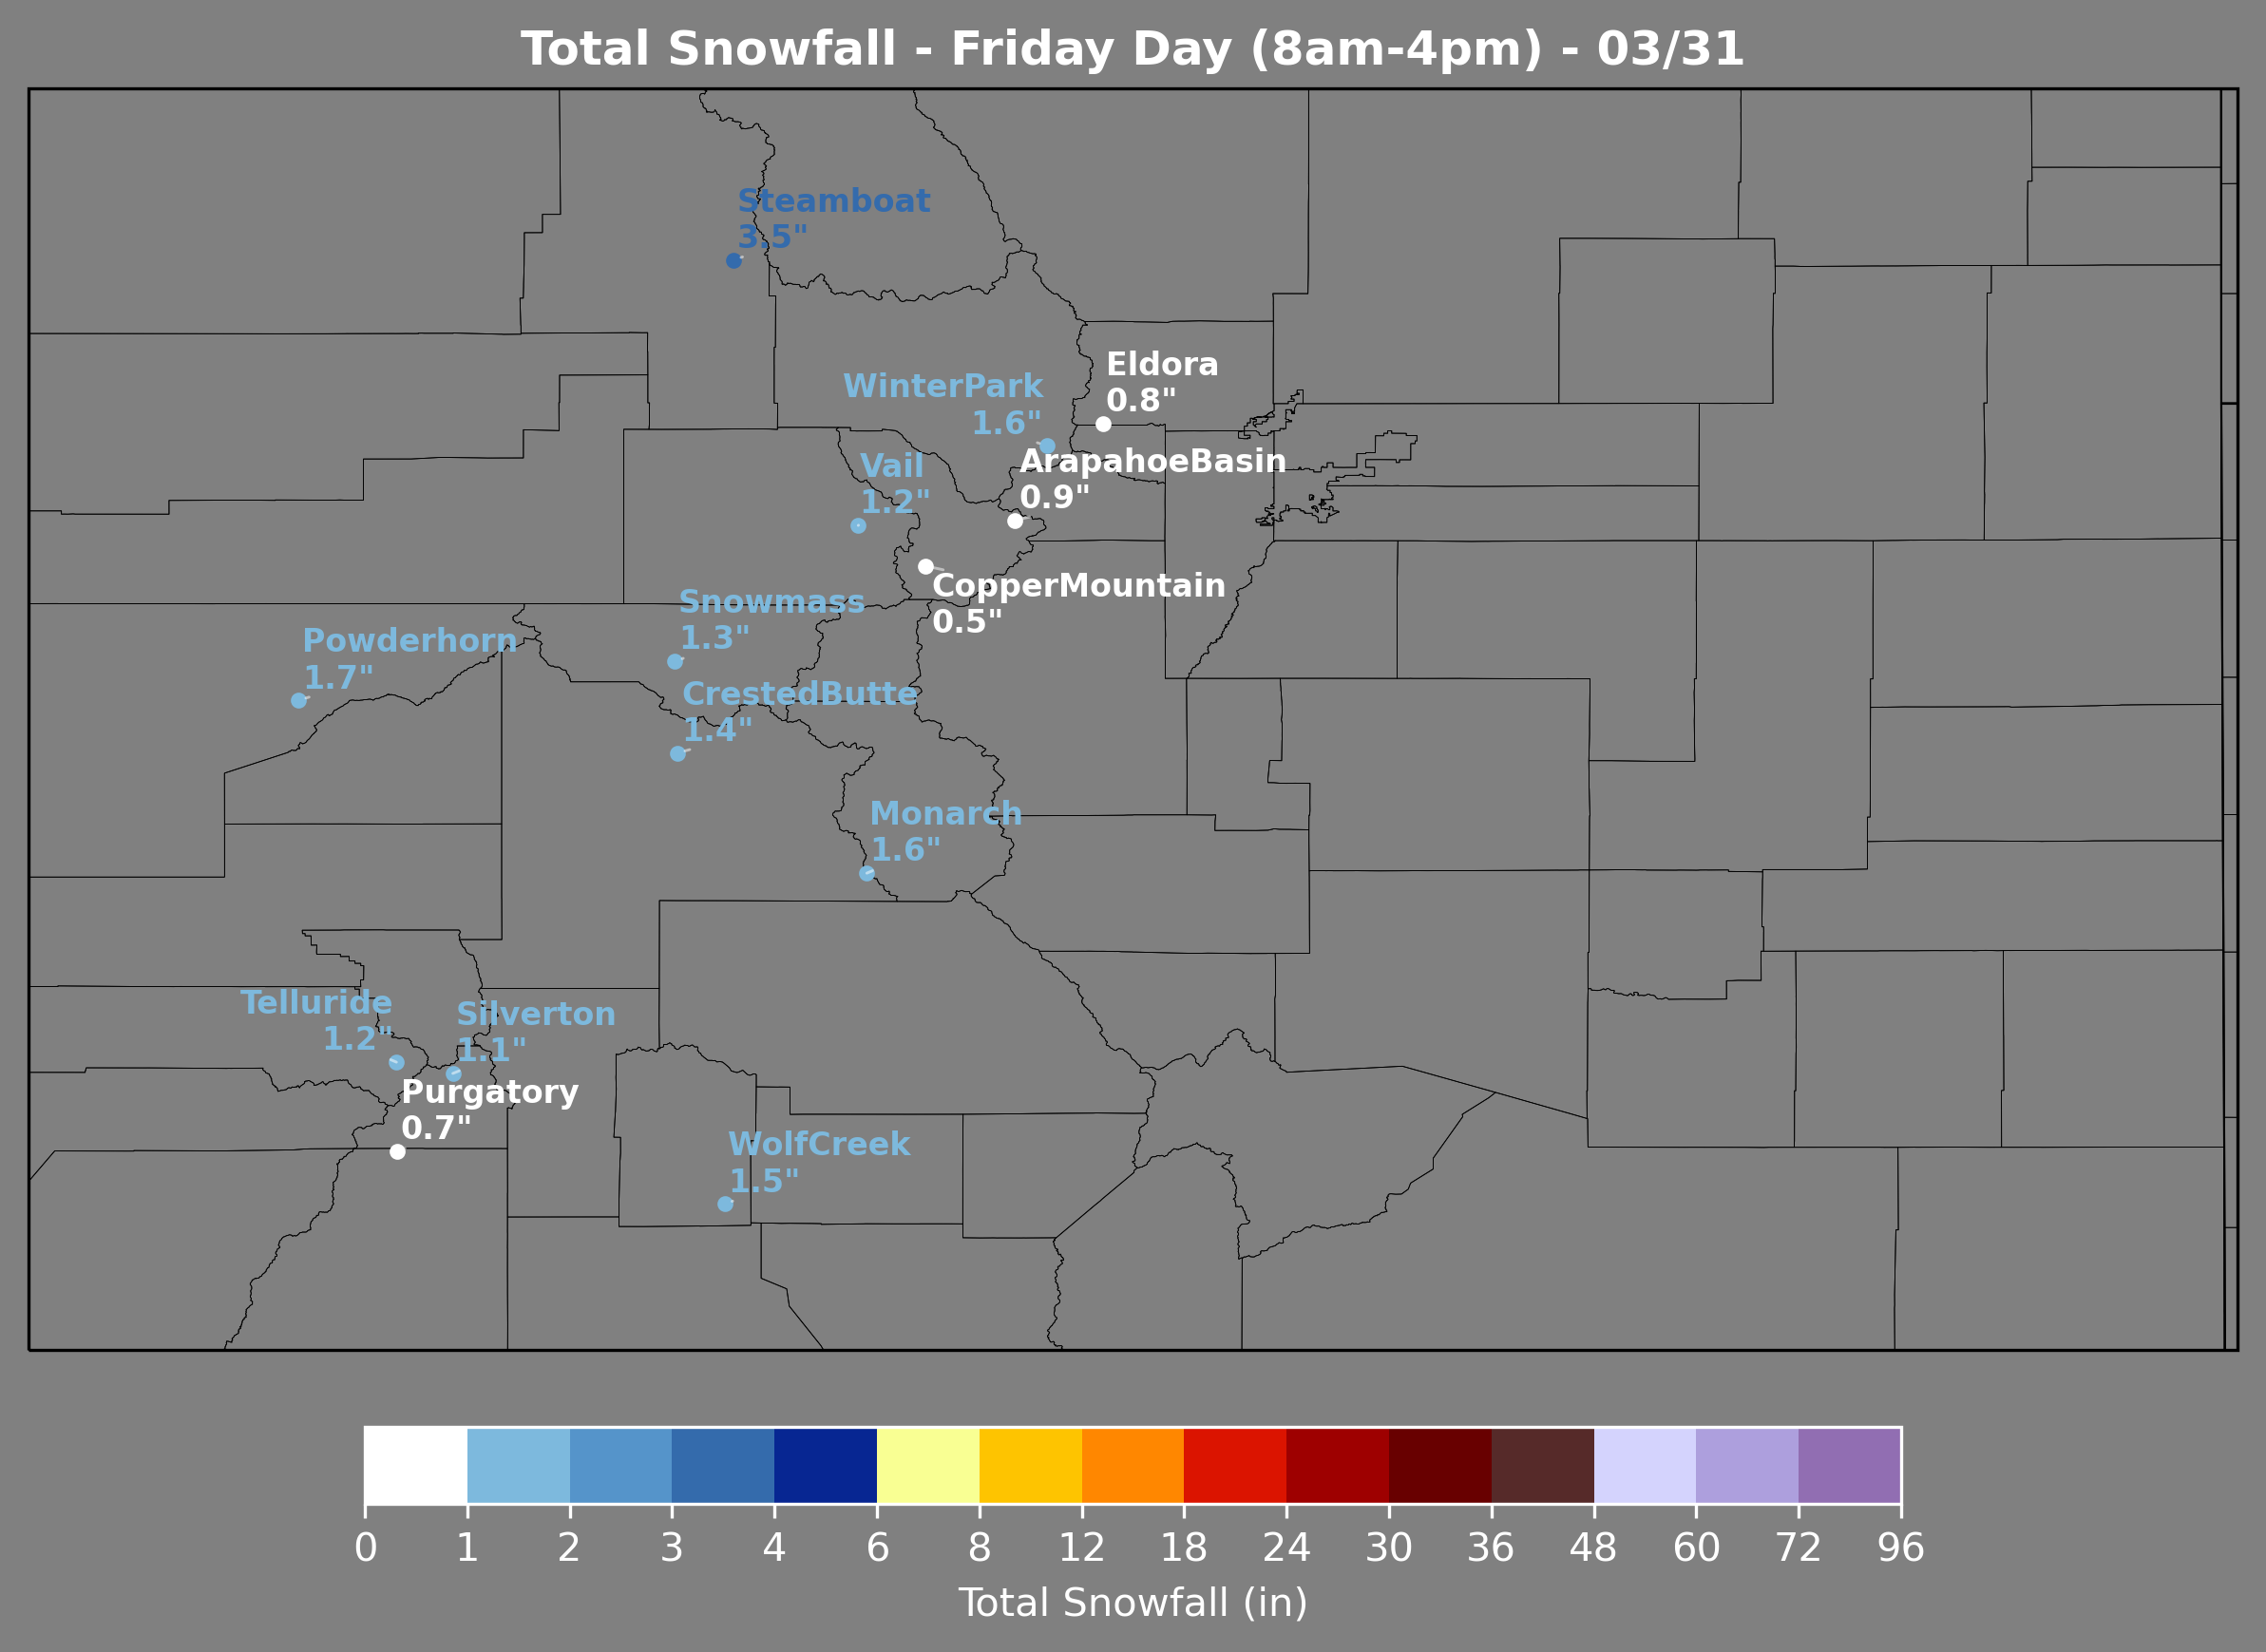 Total Snowfall - Friday Day (8am-4pm) - 03/31
Steamboat
3.5"
Eldora
0.8"
WinterPark
1.6"
ArapahoeBasin
0.9"
Vail
1.2"
CopperMountain
0.5"
Snowmass
1.3"
Powderhorn
1.7"
CrestedButte
1.4"
Monarch
1.6"
Telluride
1.2"
Silverton
1.1"
Purgatory
0.7"
WolfCreek
1.5"
0 1 2 3 4 6 8 12 18 24 30 36 48 60 72 96
Total Snowfall (in)